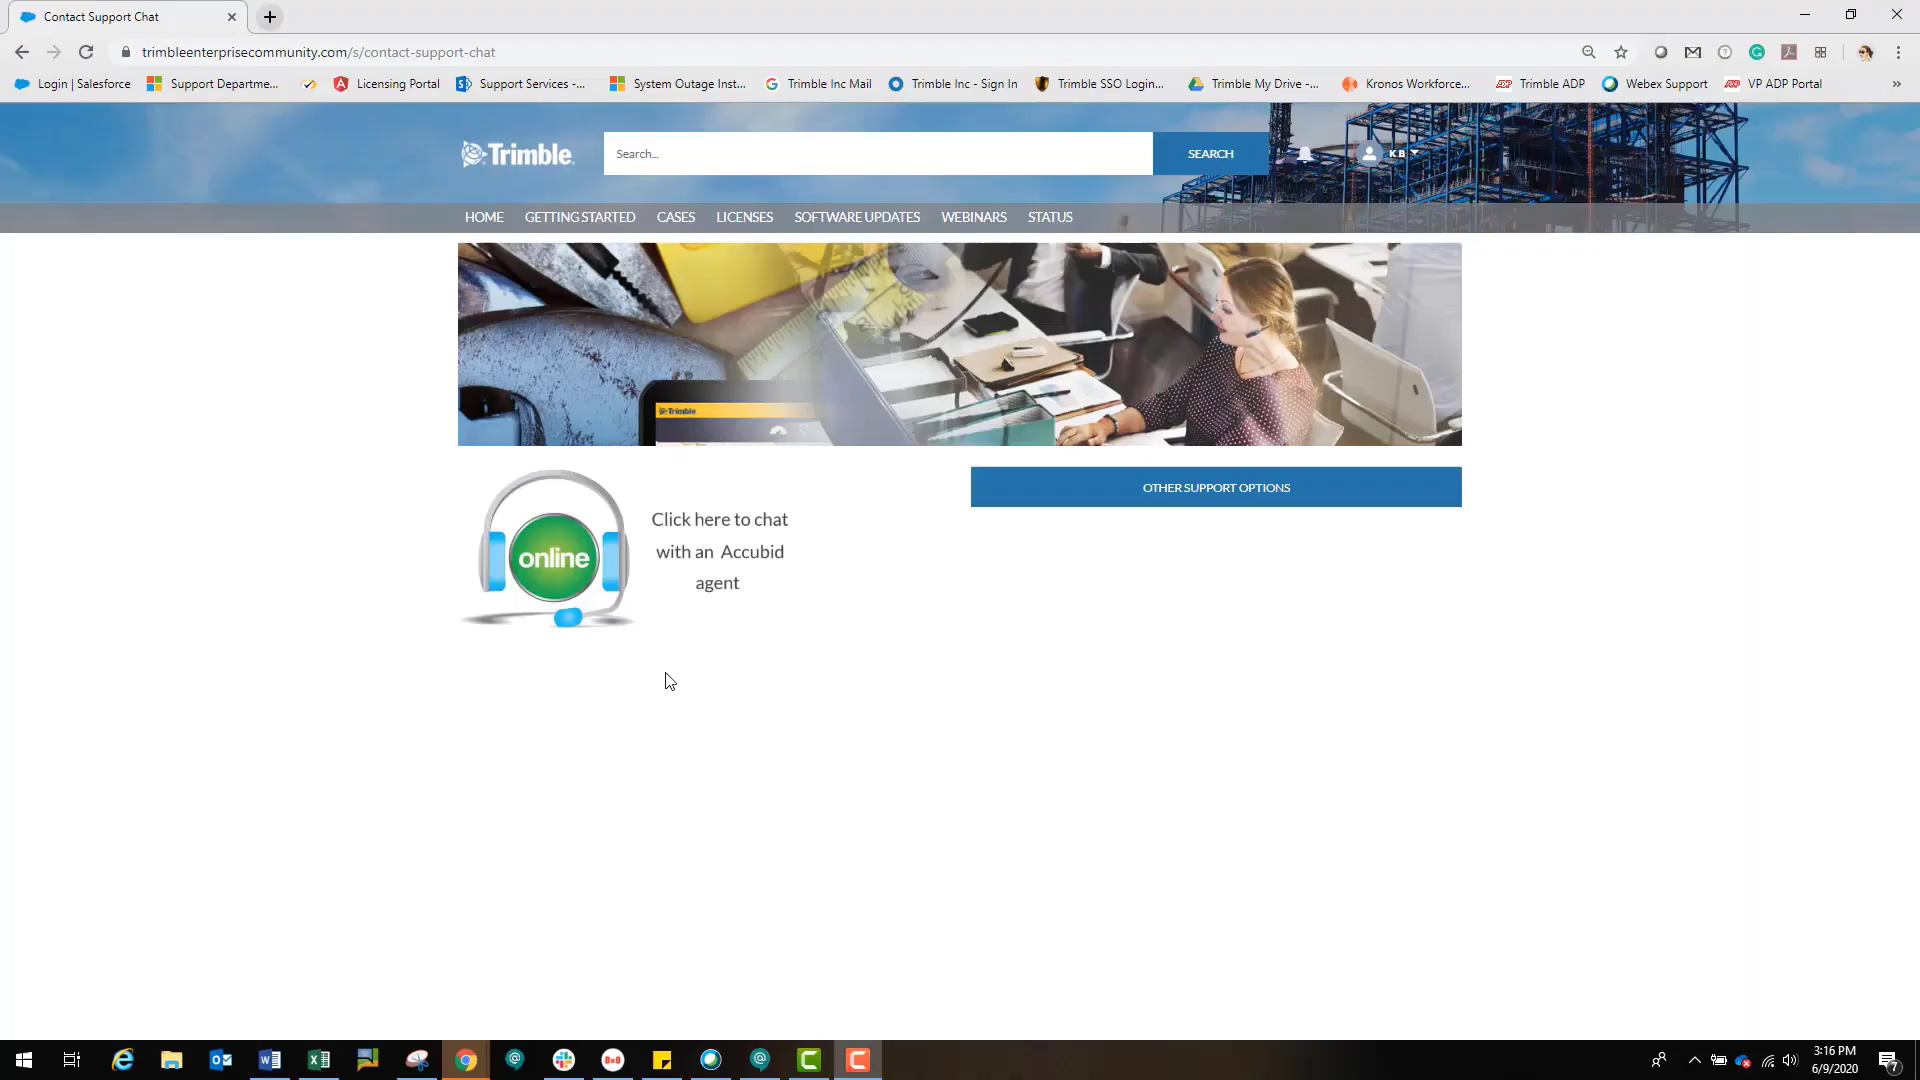 Contact Support Chat
trimbleenterprisecommunity.com/s/contact-support-chat
Login | Salesforce
Support Departme...
Licensing Portal
Support Services -...
System Outage Inst...
Trimble Inc Mail
Trimble Inc - Sign In
Trimble SSO Login...
Trimble My Drive -...
Kronos Workforce...
Trimble ADP
Webex Support
VP ADP Portal
»
Trimble
Search...
SEARCH
K B
HOME
GETTING STARTED
CASES
LICENSES
SOFTWARE UPDATES
WEBINARS
STATUS
Trimble
online
Click here to chat
with an Accubid
agent
OTHER SUPPORT OPTIONS
8x8
3:16 PM
6/9/2020
7